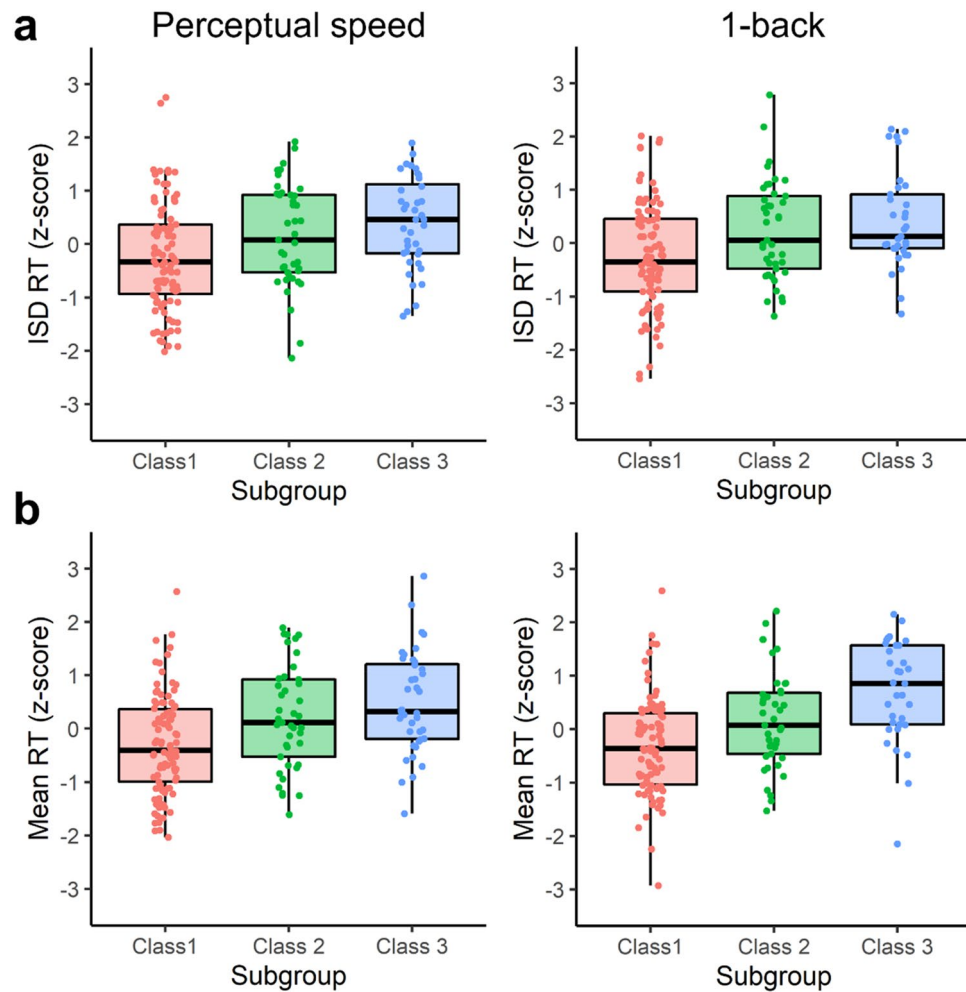 a
Perceptual speed
1-back
ISD RT (z-score)
3
2
1
0
-1
-2
-3
Class1 Class 2 Class 3
Subgroup
ISD RT (z-score)
3
2
1
0
-1
-2
-3
Class1 Class 2 Class 3
Subgroup
b
Mean RT (z-score)
3
2
1
0
-1
-2
-3
Class1 Class 2 Class 3
Subgroup
Mean RT (z-score)
3
2
1
0
-1
-2
-3
Class1 Class 2 Class 3
Subgroup